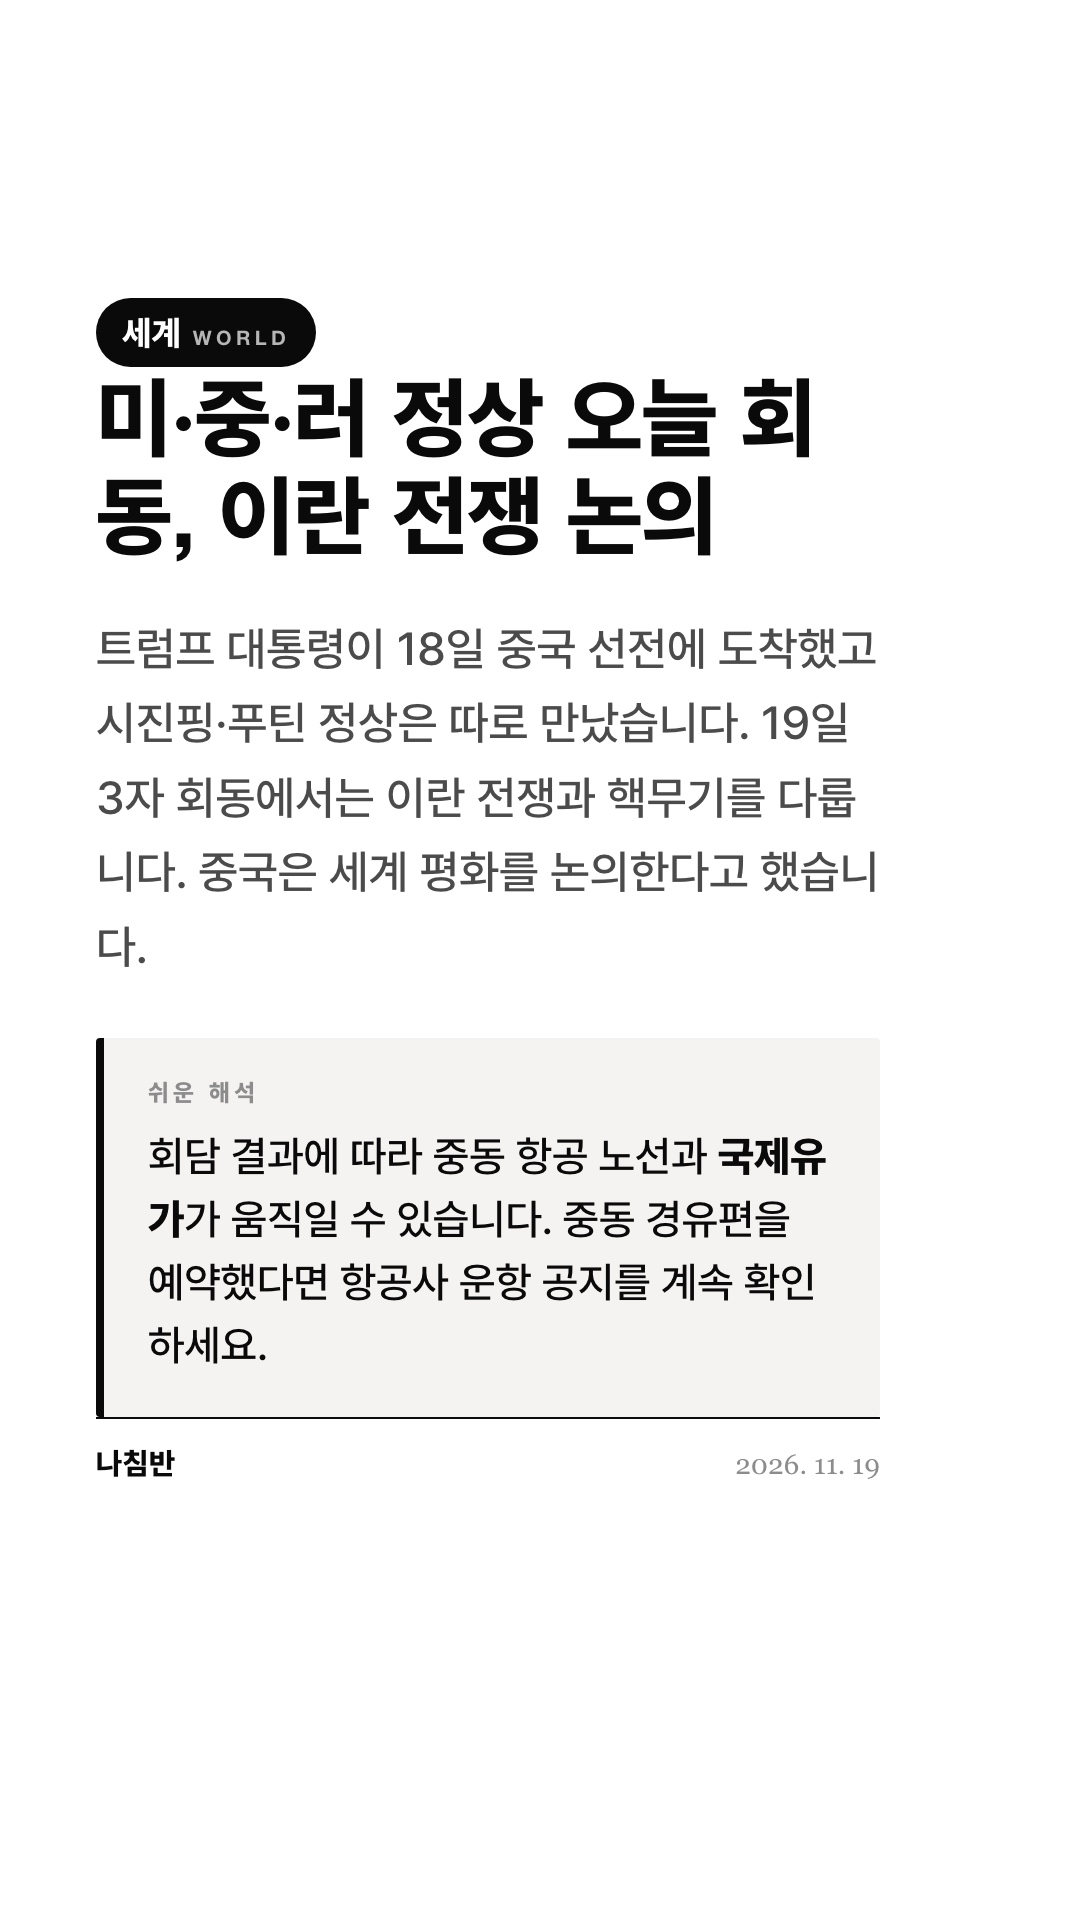 세계 WORLD
미·중·러 정상 오늘 회
동, 이란 전쟁 논의
트럼프 대통령이 18일 중국 선전에 도착했고
시진핑·푸틴 정상은 따로 만났습니다. 19일
3자 회동에서는 이란 전쟁과 핵무기를 다룹
니다. 중국은 세계 평화를 논의한다고 했습니
다.
쉬운 해석
회담 결과에 따라 중동 항공 노선과 국제유
가가 움직일 수 있습니다. 중동 경유편을
예약했다면 항공사 운항 공지를 계속 확인
하세요.
나침반
2026. 11. 19